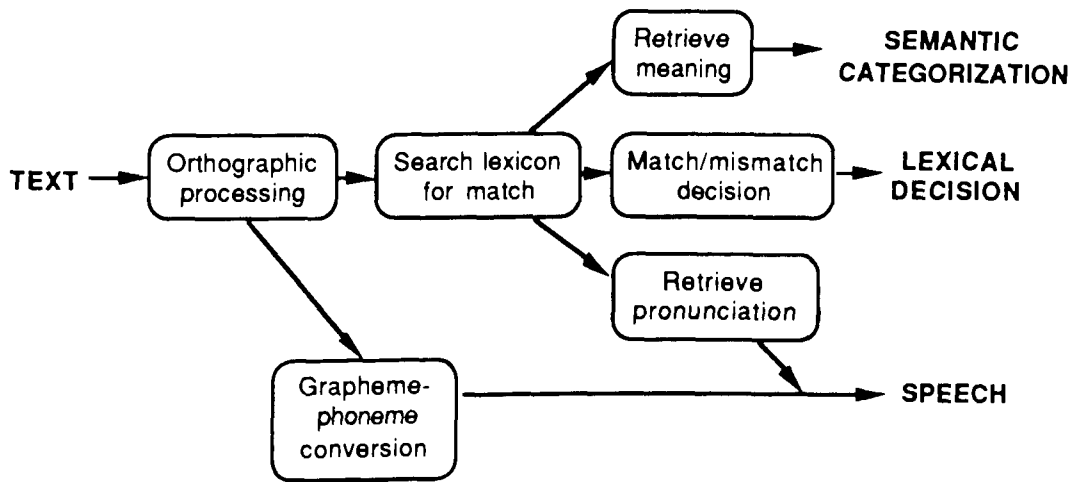 Retrieve
meaning
SEMANTIC
CATEGORIZATION
TEXT
Orthographic
processing
Search lexicon
for match
Match/mismatch
decision
LEXICAL
DECISION
Retrieve
pronunciation
Grapheme-
phoneme
conversion
SPEECH